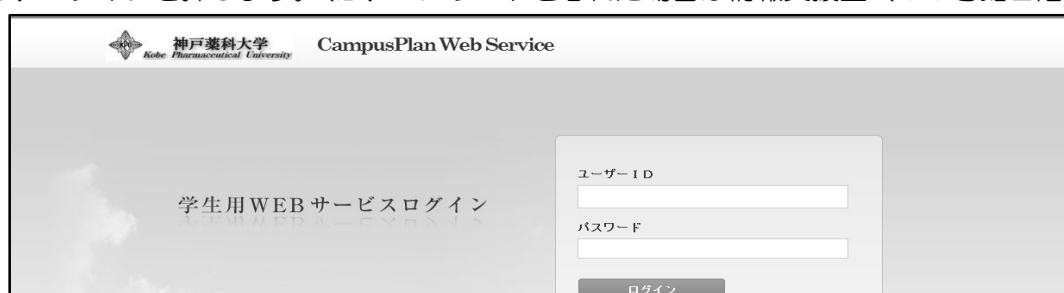 神戸薬科大学
Kobe Pharmaceutical University
CampusPlan Web Service
ユーザーID
学生用WEBサービスログイン
パスワード
ログイン